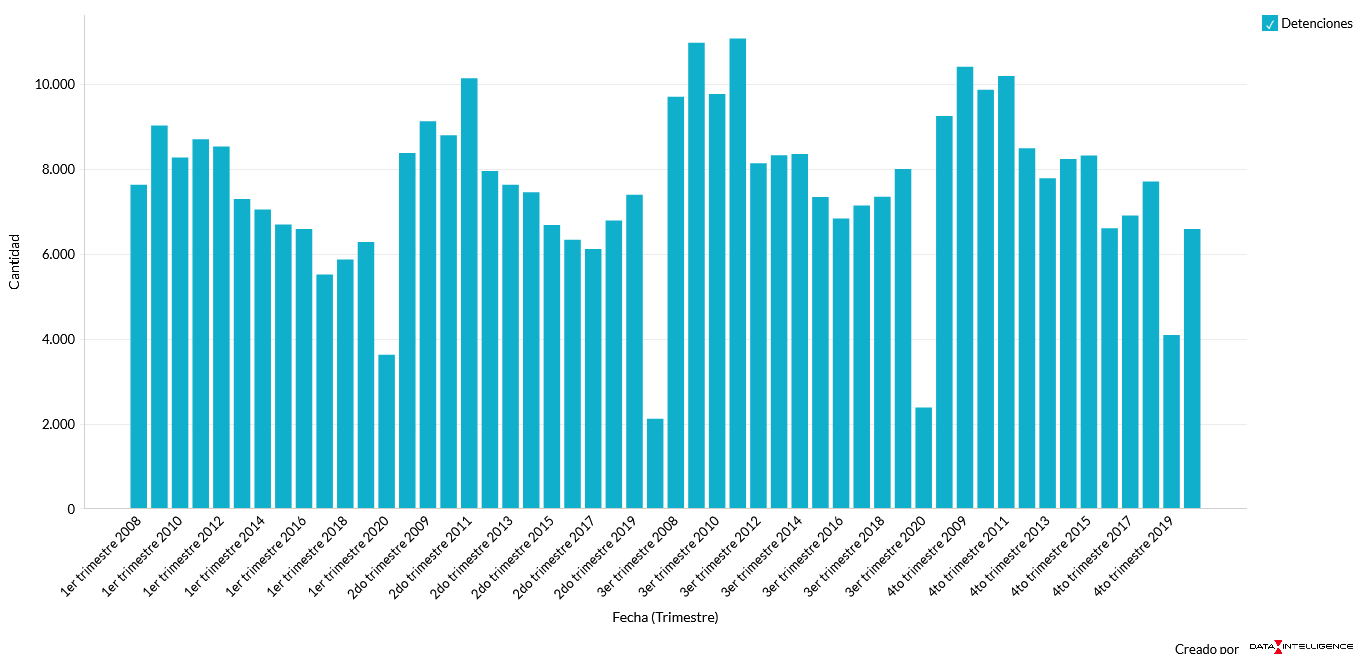 Detenciones
Cantidad
10.000
8.000
6.000
4.000
2.000
0
1er trimestre 2008
1er trimestre 2010
1er trimestre 2012
1er trimestre 2014
1er trimestre 2016
1er trimestre 2018
1er trimestre 2020
2do trimestre 2009
2do trimestre 2011
2do trimestre 2013
2do trimestre 2015
2do trimestre 2017
2do trimestre 2019
3er trimestre 2008
3er trimestre 2010
3er trimestre 2012
3er trimestre 2014
3er trimestre 2016
3er trimestre 2018
3er trimestre 2020
4to trimestre 2009
4to trimestre 2011
4to trimestre 2013
4to trimestre 2015
4to trimestre 2017
4to trimestre 2019
Fecha (Trimestre)
Creado por DATA INTELLIGENCE